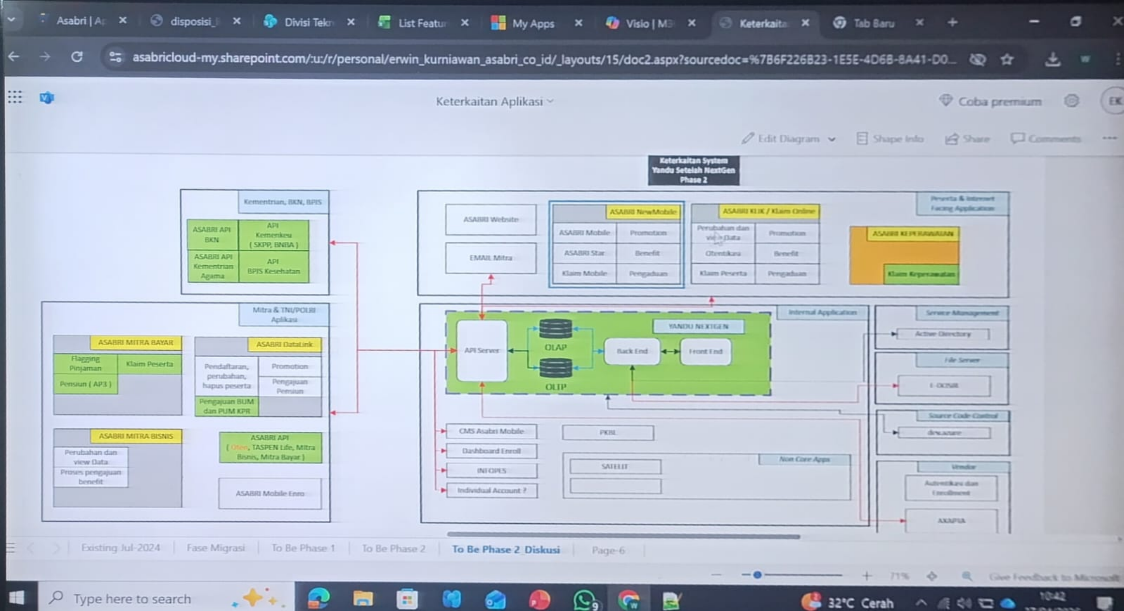 Asabri | A
disposisi_
Divisi Tekn
List Featur
My Apps
Visio | M3
Keterkaita
Tab Baru
asabricloud-my.sharepoint.com/:u:/r/personal/erwin_kurniawan_asabri_co_id/_layouts/15/doc2.aspx?sourcedoc=%7B6F226B23-1E5E-4D6B-8A41-D0...
Keterkaitan Aplikasi
Coba premium
EK
Edit Diagram
Shape Info
Share
Comments
Keterkaitan System
Yandu Setelah NextGen
Phase 2
Kementrian, BKN, BPJS
ASABRI API
BKN
API
Kemenkeu
( SKPP, BNBA )
ASABRI API
Kementrian
Agama
API
BPJS Kesehatan
ASABRI Website
EMAIL Mitra
ASABRI NewMobile
ASABRI Mobile
Promotion
ASABRI Star
Benefit
Klaim Mobile
Pengaduan
ASABRI KLIK / Klaim Online
Perubahan dan
view Data
Promotion
Otentikasi
Benefit
Klaim Peserta
Pengaduan
Peserta & Internet
Facing Application
ASABRI KEPERAWATAN
Klaim Keperawatan
Mitra & TNI/POLRI
Aplikasi
ASABRI MITRA BAYAR
Flagging
Pinjaman
Klaim Peserta
Pensiun ( AP3 )
ASABRI DataLink
Pendaftaran,
perubahan,
hapus peserta
Promotion
Pengajuan
Pensiun
Pengajuan BUM
dan PUM KPR
ASABRI MITRA BISNIS
Perubahan dan
view Data
Proses pengajuan
benefit
ASABRI API
TASPEN Life, Mitra
Bisnis, Mitra Bayar )
ASABRI Mobile Enro
Internal Application
YANDU NEXTGEN
API Server
OLAP
OLTP
Back End
Front End
CMS Asabri Mobile
Dashboard Enroll
INFOPES
Individual Account ?
PKBL
SATELIT
Non Core Apps
Service Management
Active Directory
File Server
E-DOSIR
Source Code Control
Vendor
Autentikasi dan
Enrollment
Existing Jul-2024
Fase Migrasi
To Be Phase 1
To Be Phase 2
To Be Phase 2_Diskusi
Page-6
71%
Give Feedback to Microsoft
Type here to search
9
32°C Cerah
10:42